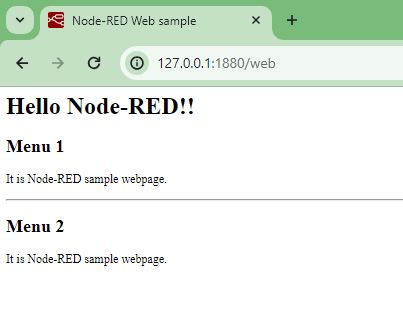 Node-RED Web sample
127.0.0.1:1880/web
Hello Node-RED!!
Menu 1
It is Node-RED sample webpage.
Menu 2
It is Node-RED sample webpage.